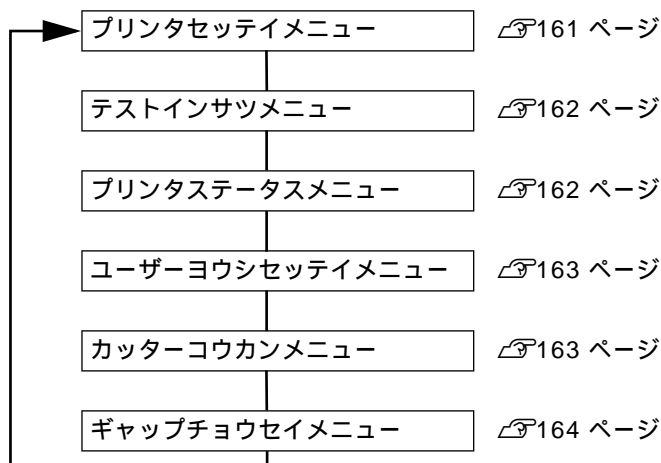 プリンタセッテイメニュー 161 ページ
テストインサツメニュー 162 ページ
プリンタステータスメニュー 162 ページ
ユーザーヨウシセッテイメニュー 163 ページ
カッターコウカンメニュー 163 ページ
ギャップチョウセイメニュー 164 ページ